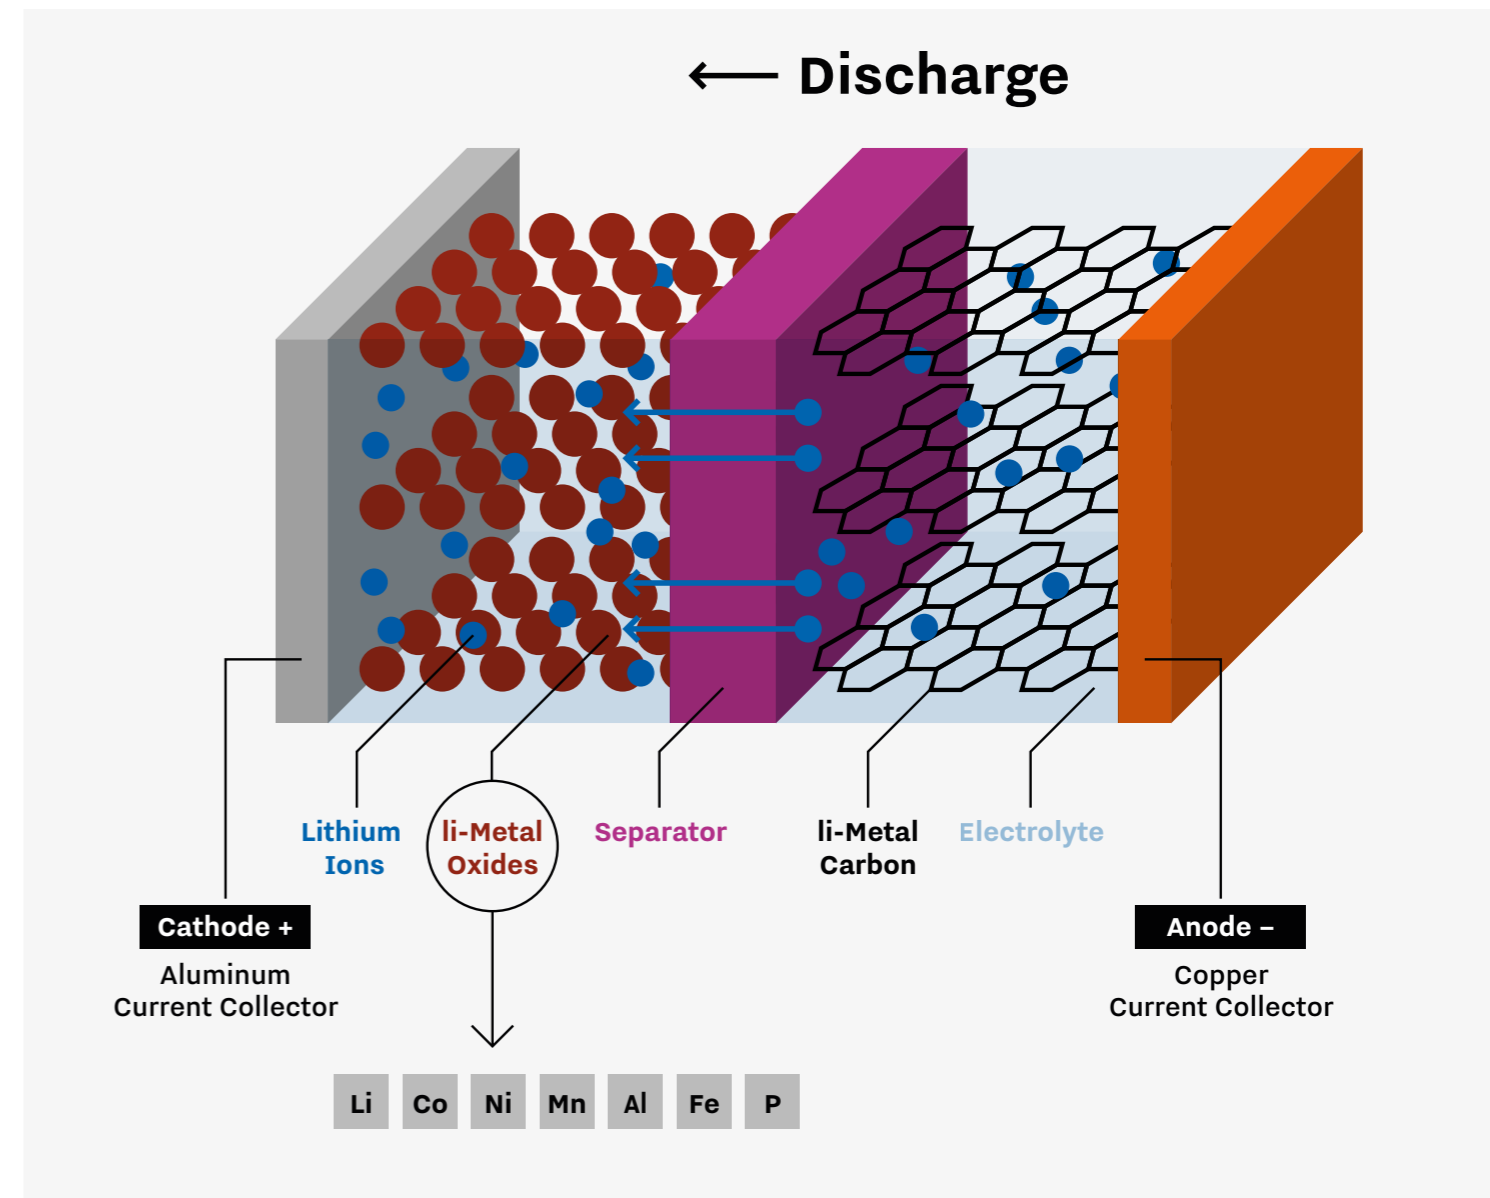 Discharge
Lithium
Ions
li-Metal
Oxides
Separator
li-Metal
Carbon
Electrolyte
Cathode +
Aluminum
Current Collector
Anode –
Copper
Current Collector
Li Co Ni Mn Al Fe P